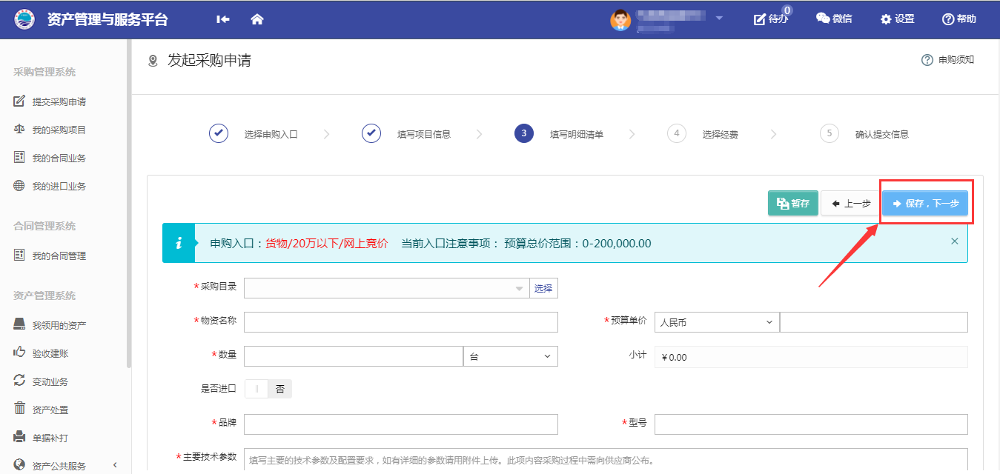 资产管理与服务平台
待办
0
微信
设置
帮助
采购管理系统
提交采购申请
我的采购项目
我的合同业务
我的进口业务
合同管理系统
我的合同管理
资产管理系统
我领用的资产
验收建账
变动业务
资产处置
单据补打
资产公共服务
发起采购申请
申购须知
选择申购入口
填写项目信息
3 填写明细清单
4 选择经费
5 确认提交信息
暂存
上一步
保存，下一步
申购入口：货物/20万以下/网上竞价 当前入口注意事项： 预算总价范围：0-200,000.00
*采购目录 选择
*物资名称
*预算单价 人民币
*数量 台
小计 ￥0.00
是否进口 否
*品牌
*型号
*主要技术参数 填写主要的技术参数及配置要求，如有详细的参数请用附件上传。此项内容采购过程中需向供应商公布。